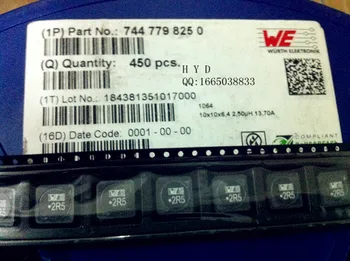 (1P) Part No.: 744 779 825 0
WE
WÜRTH ELEKTRONIK
(Q) Quantity: 450 pcs.
H Y D
QQ:1665038833
(1T) Lot No.: 184381351017000
1064
10x10x6,4 2,50µH 13,70A
(16D) Date Code: 0001 - 00 - 00
COMPLIANT
2R5
2R5
2R5
2R5
2R5
2R5